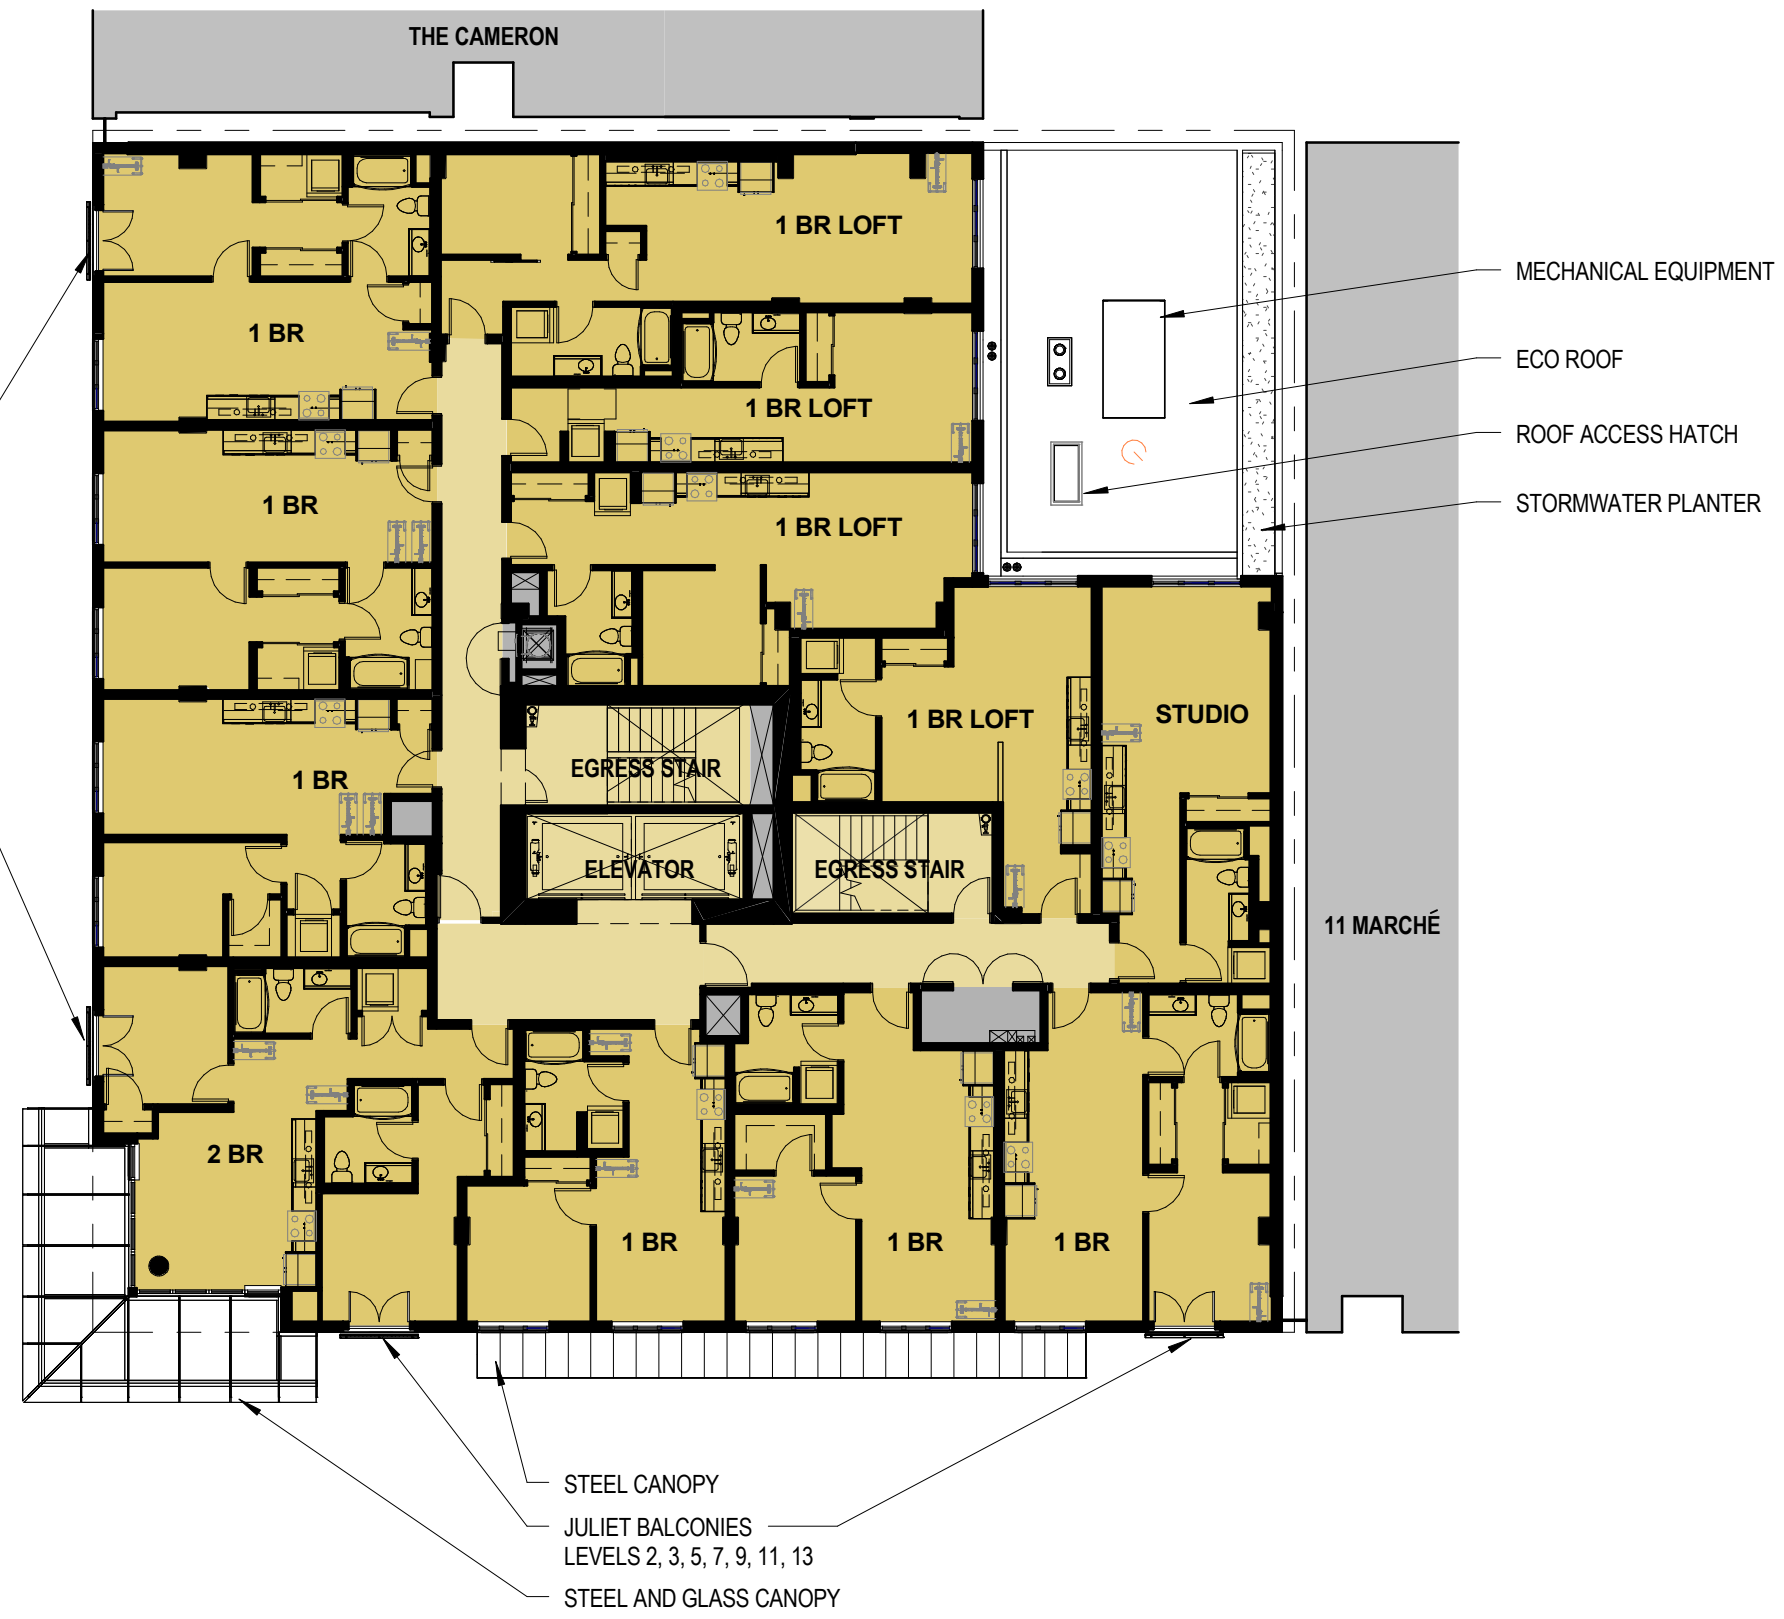 THE CAMERON
1 BR LOFT
MECHANICAL EQUIPMENT
1 BR
ECO ROOF
1 BR LOFT
ROOF ACCESS HATCH
1 BR
STORMWATER PLANTER
1 BR LOFT
1 BR LOFT
STUDIO
EGRESS STAIR
1 BR
ELEVATOR
EGRESS STAIR
11 MARCHÉ
2 BR
1 BR
1 BR
1 BR
STEEL CANOPY
JULIET BALCONIES
LEVELS 2, 3, 5, 7, 9, 11, 13
STEEL AND GLASS CANOPY